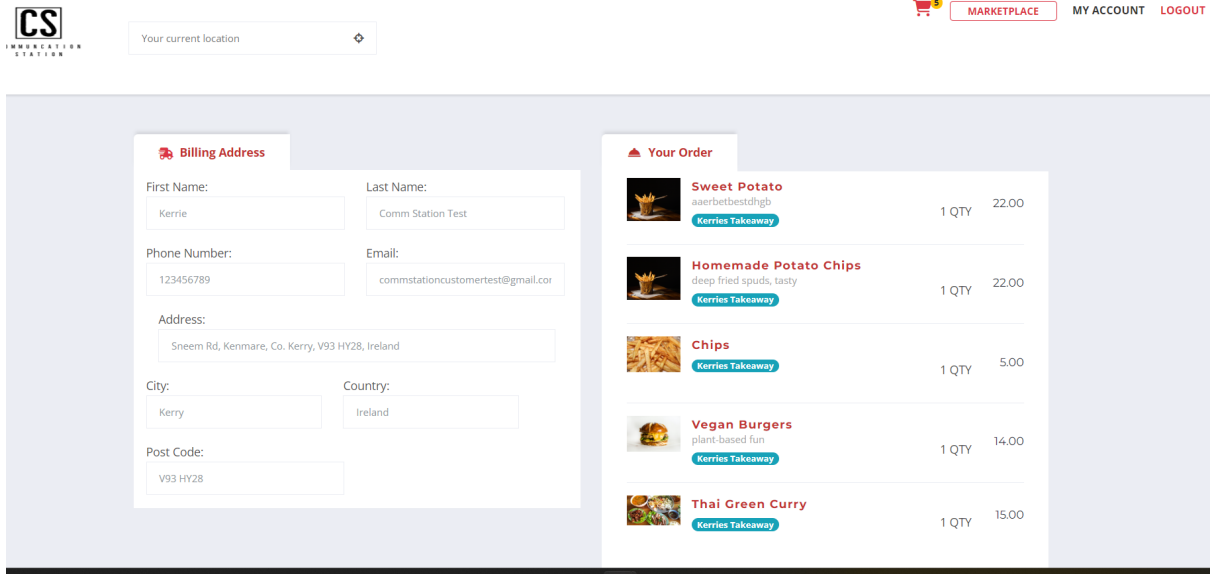 CS
OMMUNCATION
STATION
Your current location
5
MARKETPLACE
MY ACCOUNT
LOGOUT
Billing Address
First Name:
Last Name:
Kerrie
Comm Station Test
Phone Number:
Email:
123456789
commstationcustomertest@gmail.cor
Address:
Sneem Rd, Kenmare, Co. Kerry, V93 HY28, Ireland
City:
Country:
Kerry
Ireland
Post Code:
V93 HY28
Your Order
Sweet Potato
aaerbetbestdhgb
Kerries Takeaway
1 QTY
22.00
Homemade Potato Chips
deep fried spuds, tasty
Kerries Takeaway
1 QTY
22.00
Chips
Kerries Takeaway
1 QTY
5.00
Vegan Burgers
plant-based fun
Kerries Takeaway
1 QTY
14.00
Thai Green Curry
Kerries Takeaway
1 QTY
15.00